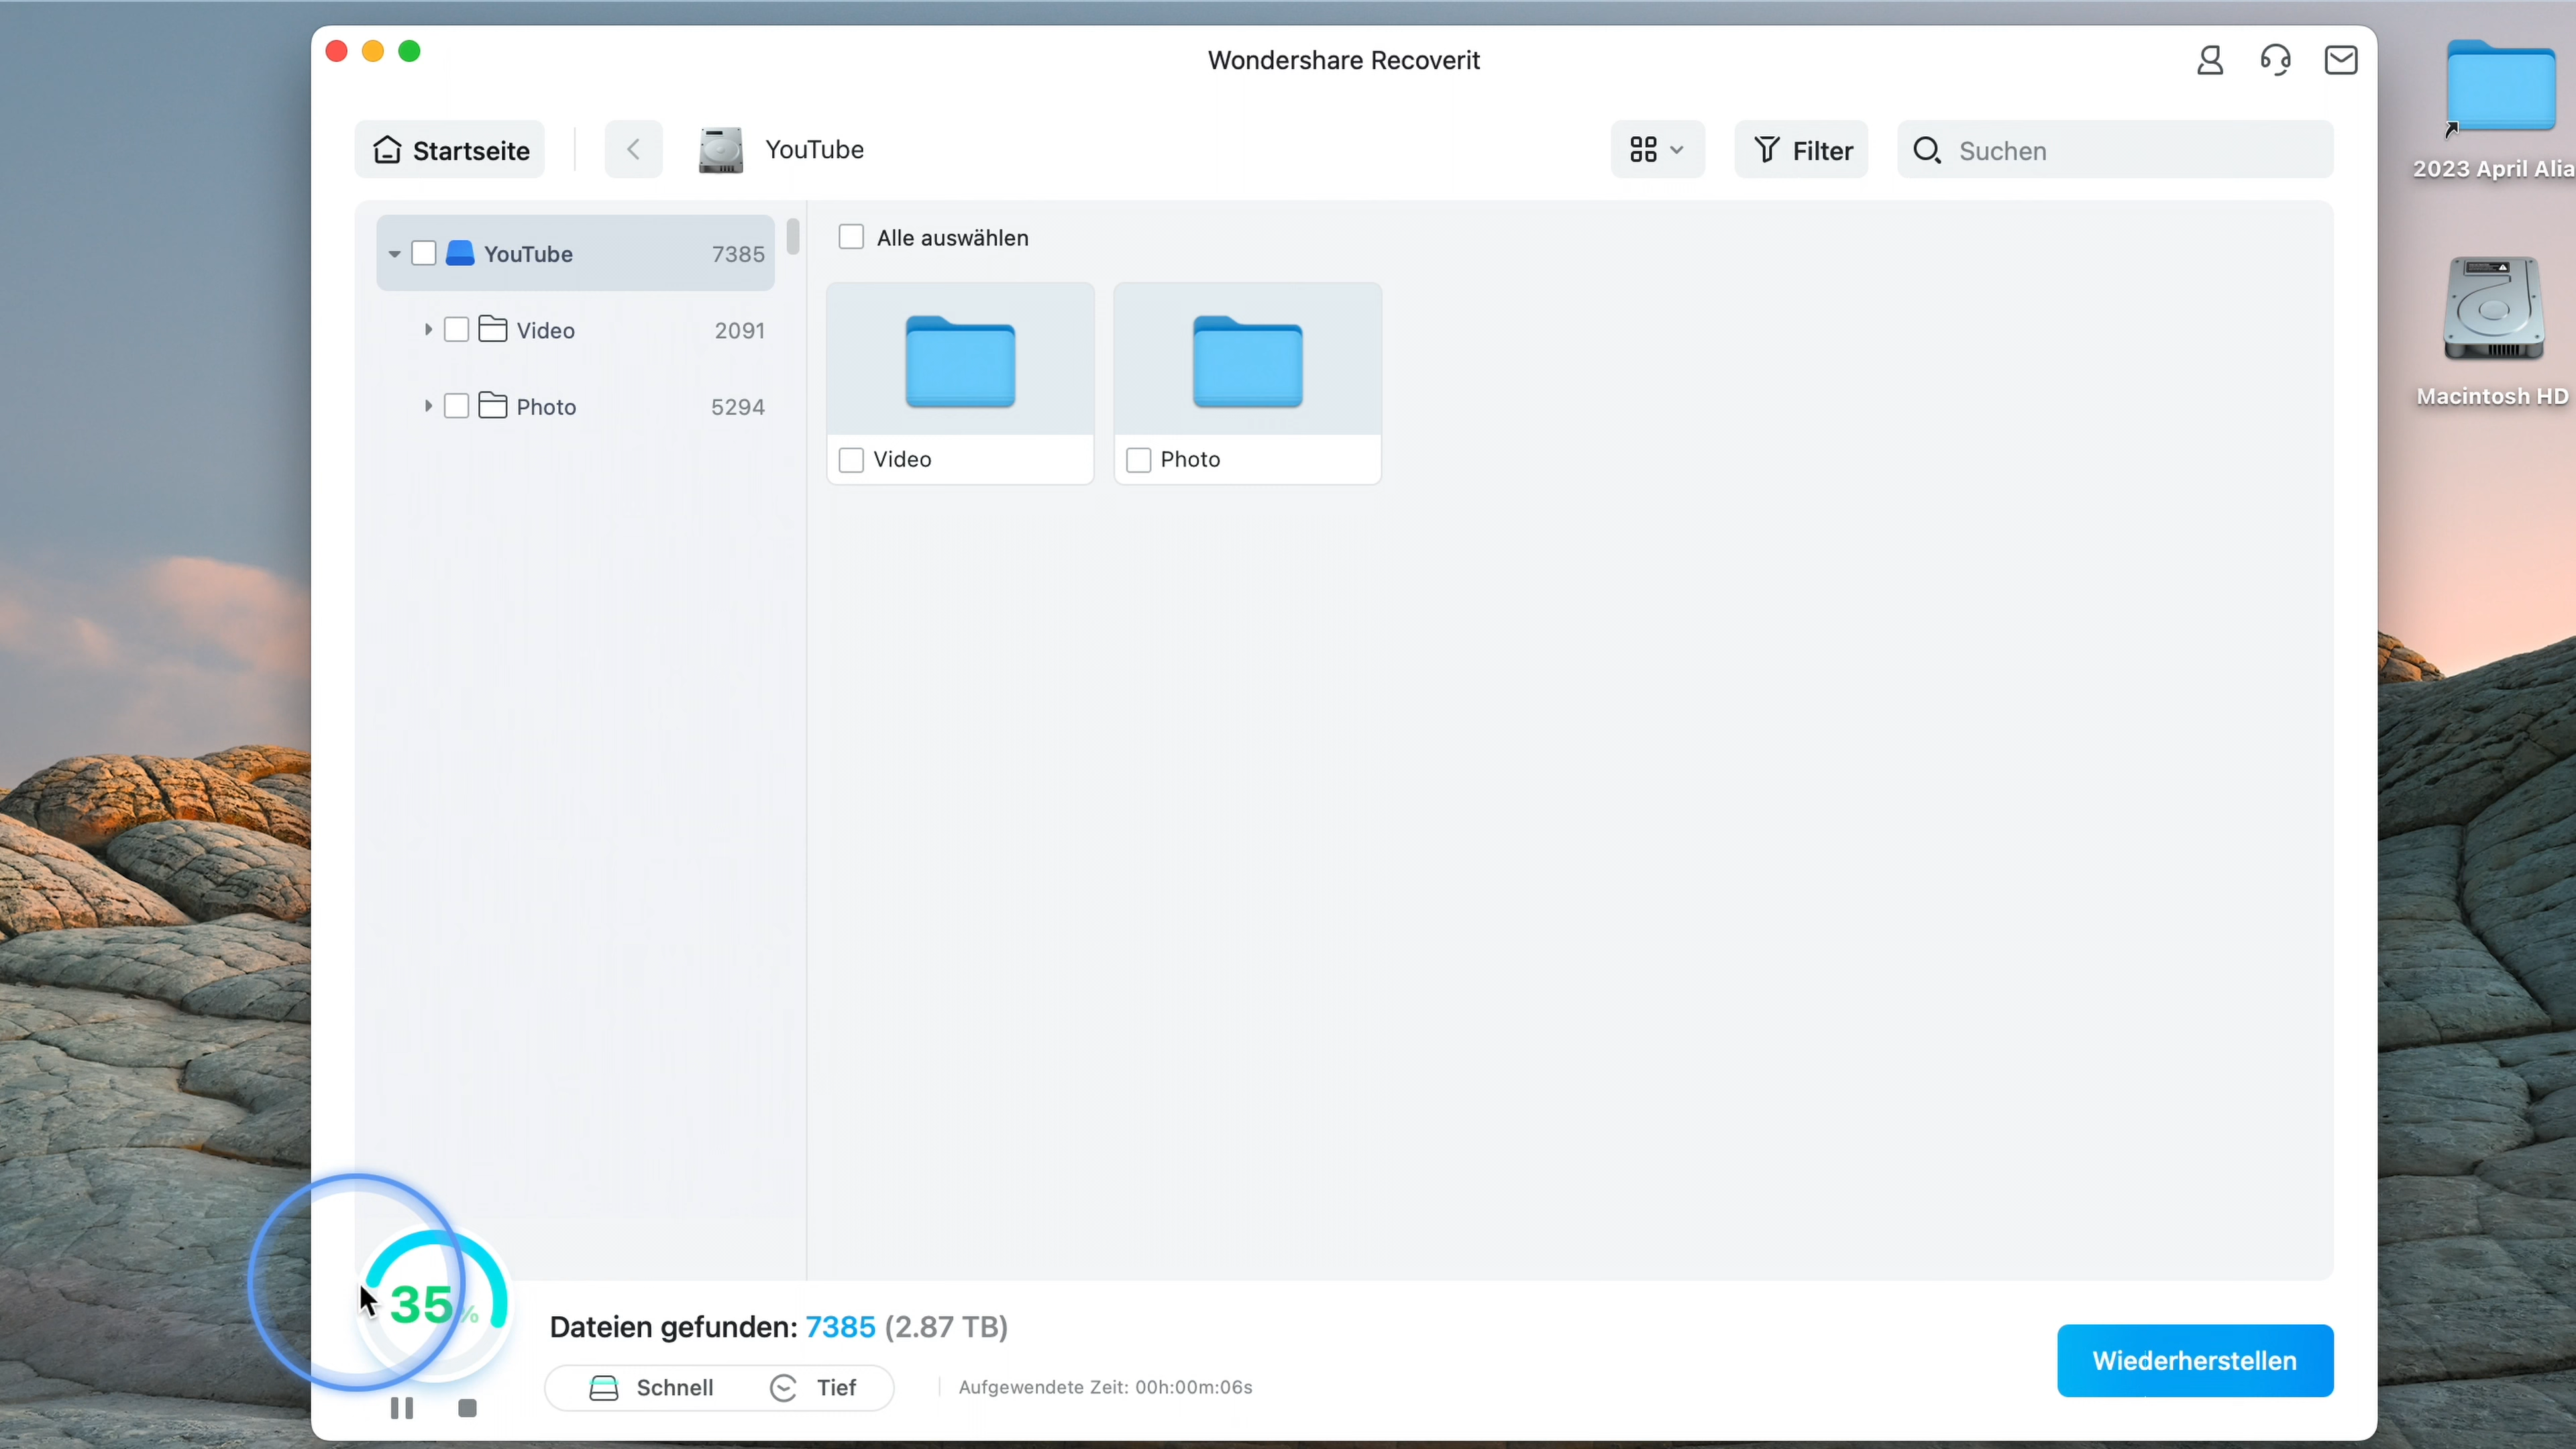 Wondershare Recoverit
Startseite
YouTube
Filter
Suchen
2023 April Alia
Macintosh HD
YouTube 7385
Video 2091
Photo 5294
Alle auswählen
Video
Photo
35%
Dateien gefunden: 7385 (2.87 TB)
Schnell
Tief
Aufgewendete Zeit: 00h:00m:06s
Wiederherstellen